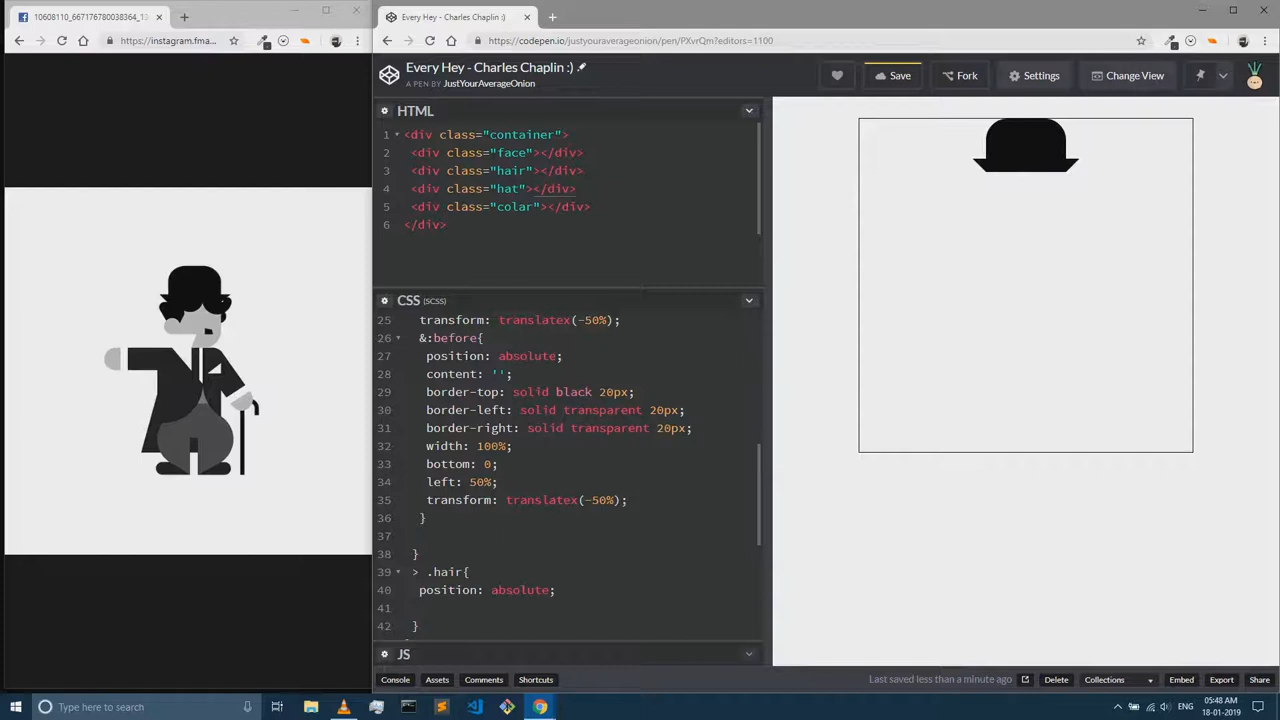 10608110_667176780038364_13
Every Hey - Charles Chaplin :)
https://instagram.fma
https://codepen.io/justyouraverageonion/pen/PXvrQm?editors=1100
Every Hey - Charles Chaplin :)
A PEN BY JustYourAverageOnion
Save
Fork
Settings
Change View
HTML
1 <div class="container">
2 <div class="face"></div>
3 <div class="hair"></div>
4 <div class="hat"></div>
5 <div class="colar"></div>
6 </div>
CSS (SCSS)
25 transform: translatex(-50%);
26 &:before{
27 position: absolute;
28 content: '';
29 border-top: solid black 20px;
30 border-left: solid transparent 20px;
31 border-right: solid transparent 20px;
32 width: 100%;
33 bottom: 0;
34 left: 50%;
35 transform: translatex(-50%);
36 }
37
38 }
39 > .hair{
40 position: absolute;
41
42 }
JS
Console Assets Comments Shortcuts
Last saved less than a minute ago
Delete Collections Embed Export Share
Type here to search
ENG
05:48 AM
18-01-2019